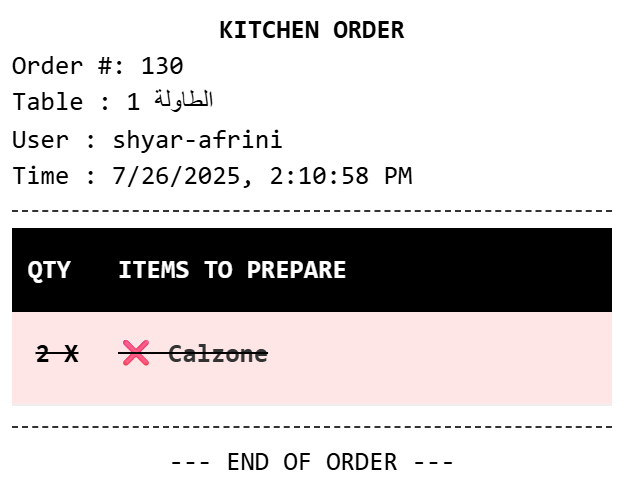 KITCHEN ORDER
Order #: 130
Table : الطاولة 1
User : shyar-afrini
Time : 7/26/2025, 2:10:58 PM
QTY ITEMS TO PREPARE
2 X ❌ Calzone
--- END OF ORDER ---